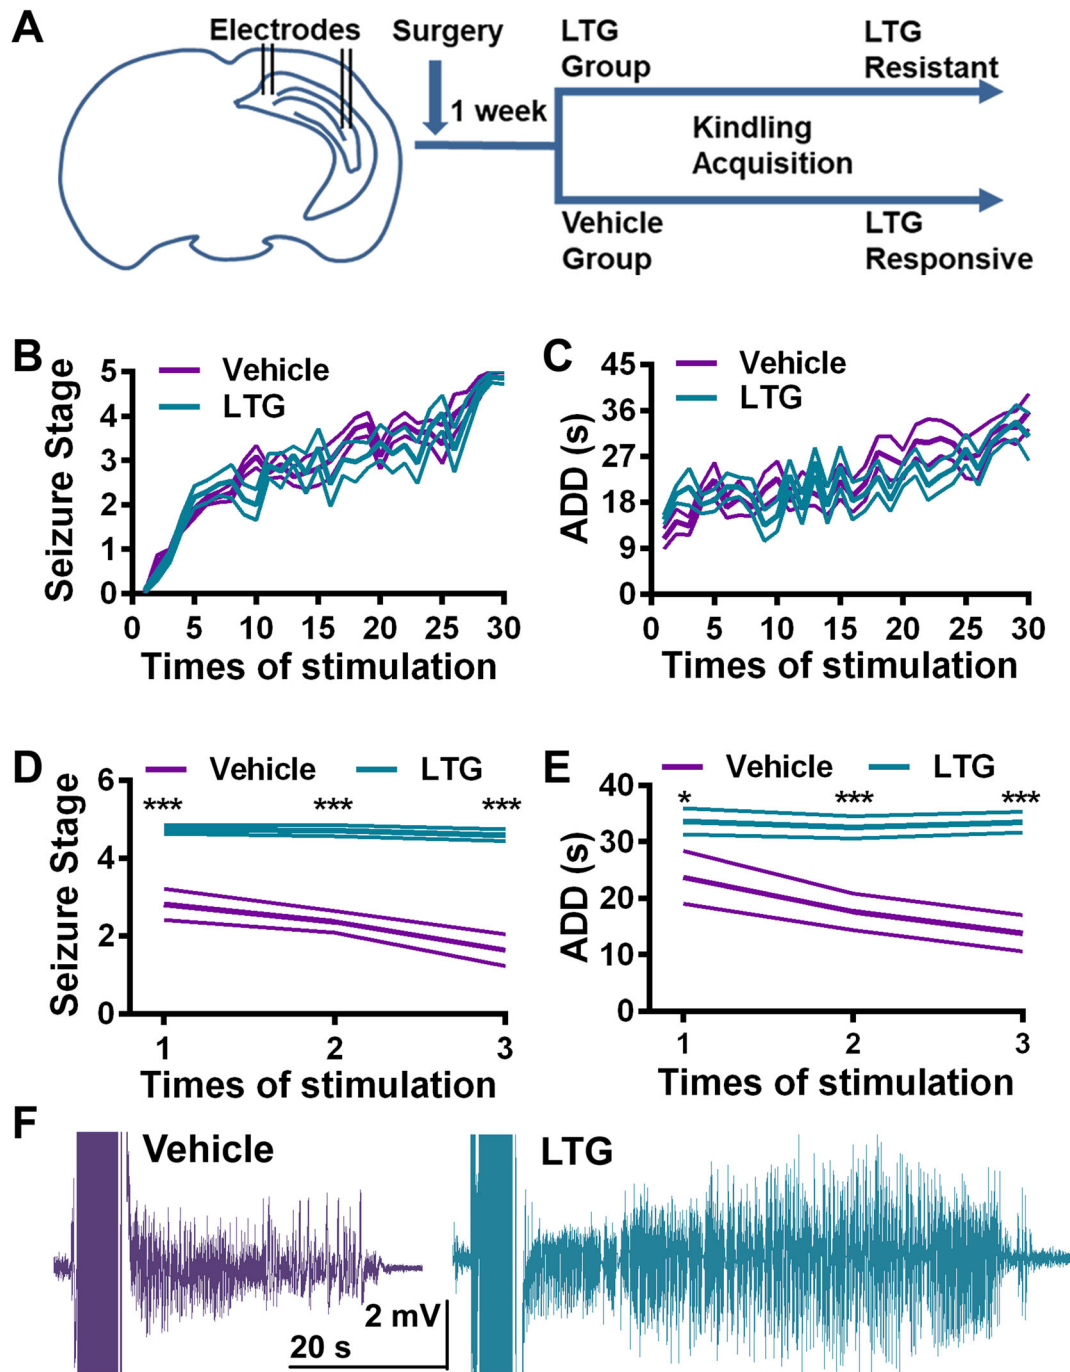 A
Electrodes
Surgery
1 week
LTG
Group
LTG
Resistant
Kindling
Acquisition
Vehicle
Group
LTG
Responsive
B
Vehicle
LTG
Seizure Stage
5
4
3
2
1
0
0 5 10 15 20 25 30
Times of stimulation
C
Vehicle
LTG
ADD (s)
45
36
27
18
9
0
0 5 10 15 20 25 30
Times of stimulation
D
Vehicle LTG
Seizure Stage
6
4
2
0
*** *** ***
1 2 3
Times of stimulation
E
Vehicle LTG
ADD (s)
40
30
20
10
0
* *** ***
1 2 3
Times of stimulation
F
Vehicle
LTG
2 mV
20 s